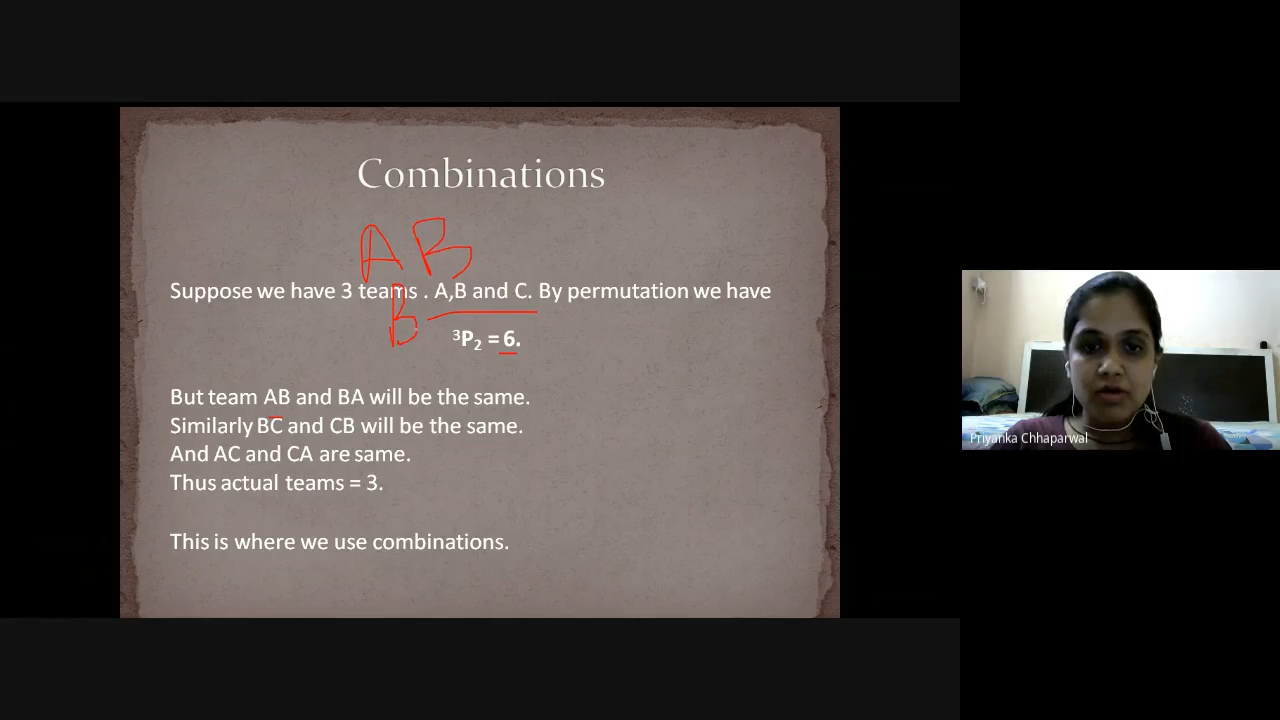 Combinations
A B
Suppose we have 3 teams . A,B and C. By permutation we have
B
³P₂ = 6.
But team AB and BA will be the same.
Similarly BC and CB will be the same.
And AC and CA are same.
Thus actual teams = 3.
This is where we use combinations.
Priyanka Chhaparwal